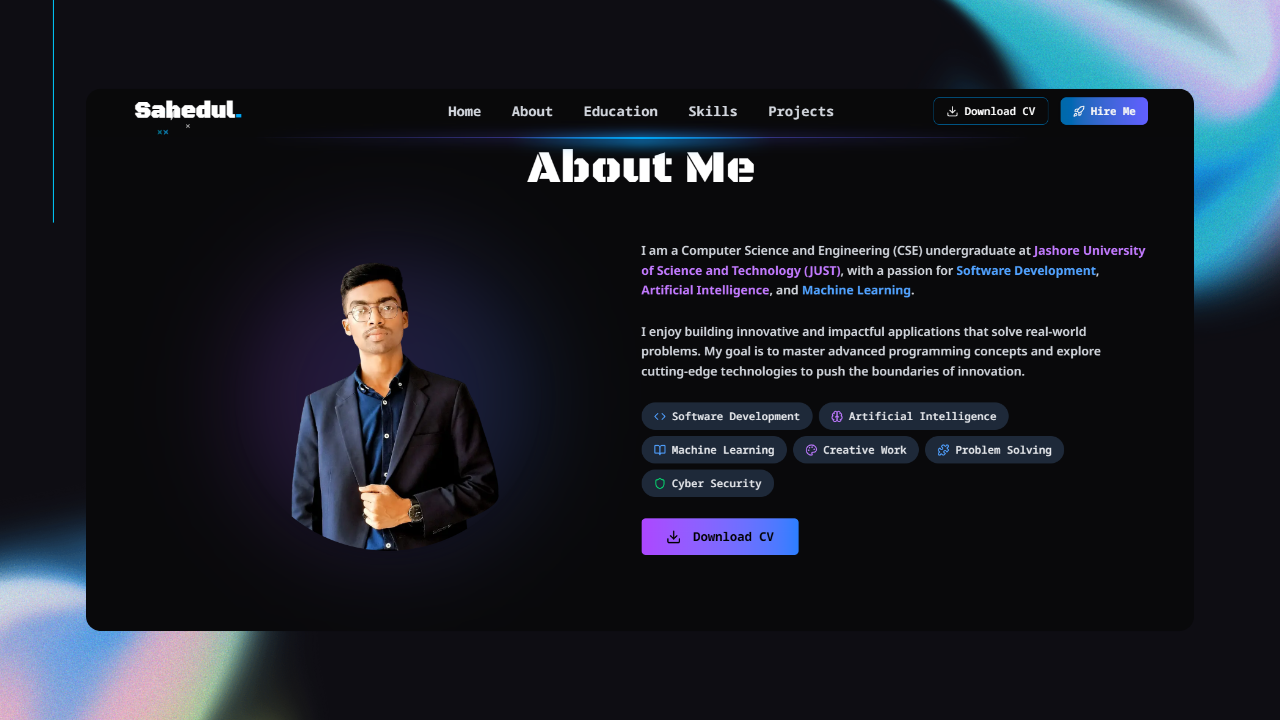 Sahedul.
Home About Education Skills Projects
Download CV
Hire Me
About Me
I am a Computer Science and Engineering (CSE) undergraduate at Jashore University
of Science and Technology (JUST), with a passion for Software Development,
Artificial Intelligence, and Machine Learning.
I enjoy building innovative and impactful applications that solve real-world
problems. My goal is to master advanced programming concepts and explore
cutting-edge technologies to push the boundaries of innovation.
Software Development
Artificial Intelligence
Machine Learning
Creative Work
Problem Solving
Cyber Security
Download CV